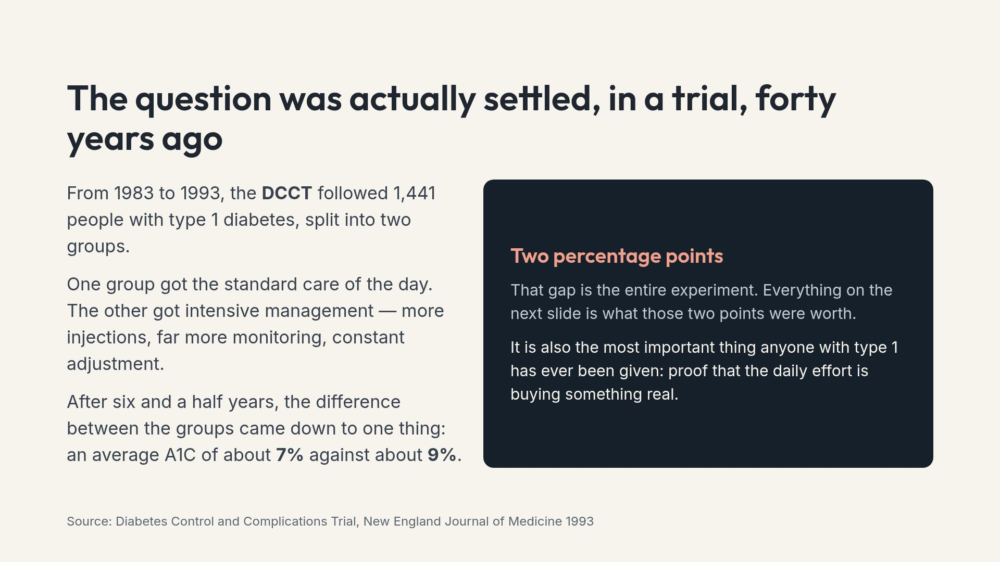 The question was actually settled, in a trial, forty
years ago
From 1983 to 1993, the DCCT followed 1,441
people with type 1 diabetes, split into two
groups.
One group got the standard care of the day.
The other got intensive management — more
injections, far more monitoring, constant
adjustment.
After six and a half years, the difference
between the groups came down to one thing:
an average A1C of about 7% against about 9%.
Two percentage points
That gap is the entire experiment. Everything on the
next slide is what those two points were worth.
It is also the most important thing anyone with type 1
has ever been given: proof that the daily effort is
buying something real.
Source: Diabetes Control and Complications Trial, New England Journal of Medicine 1993